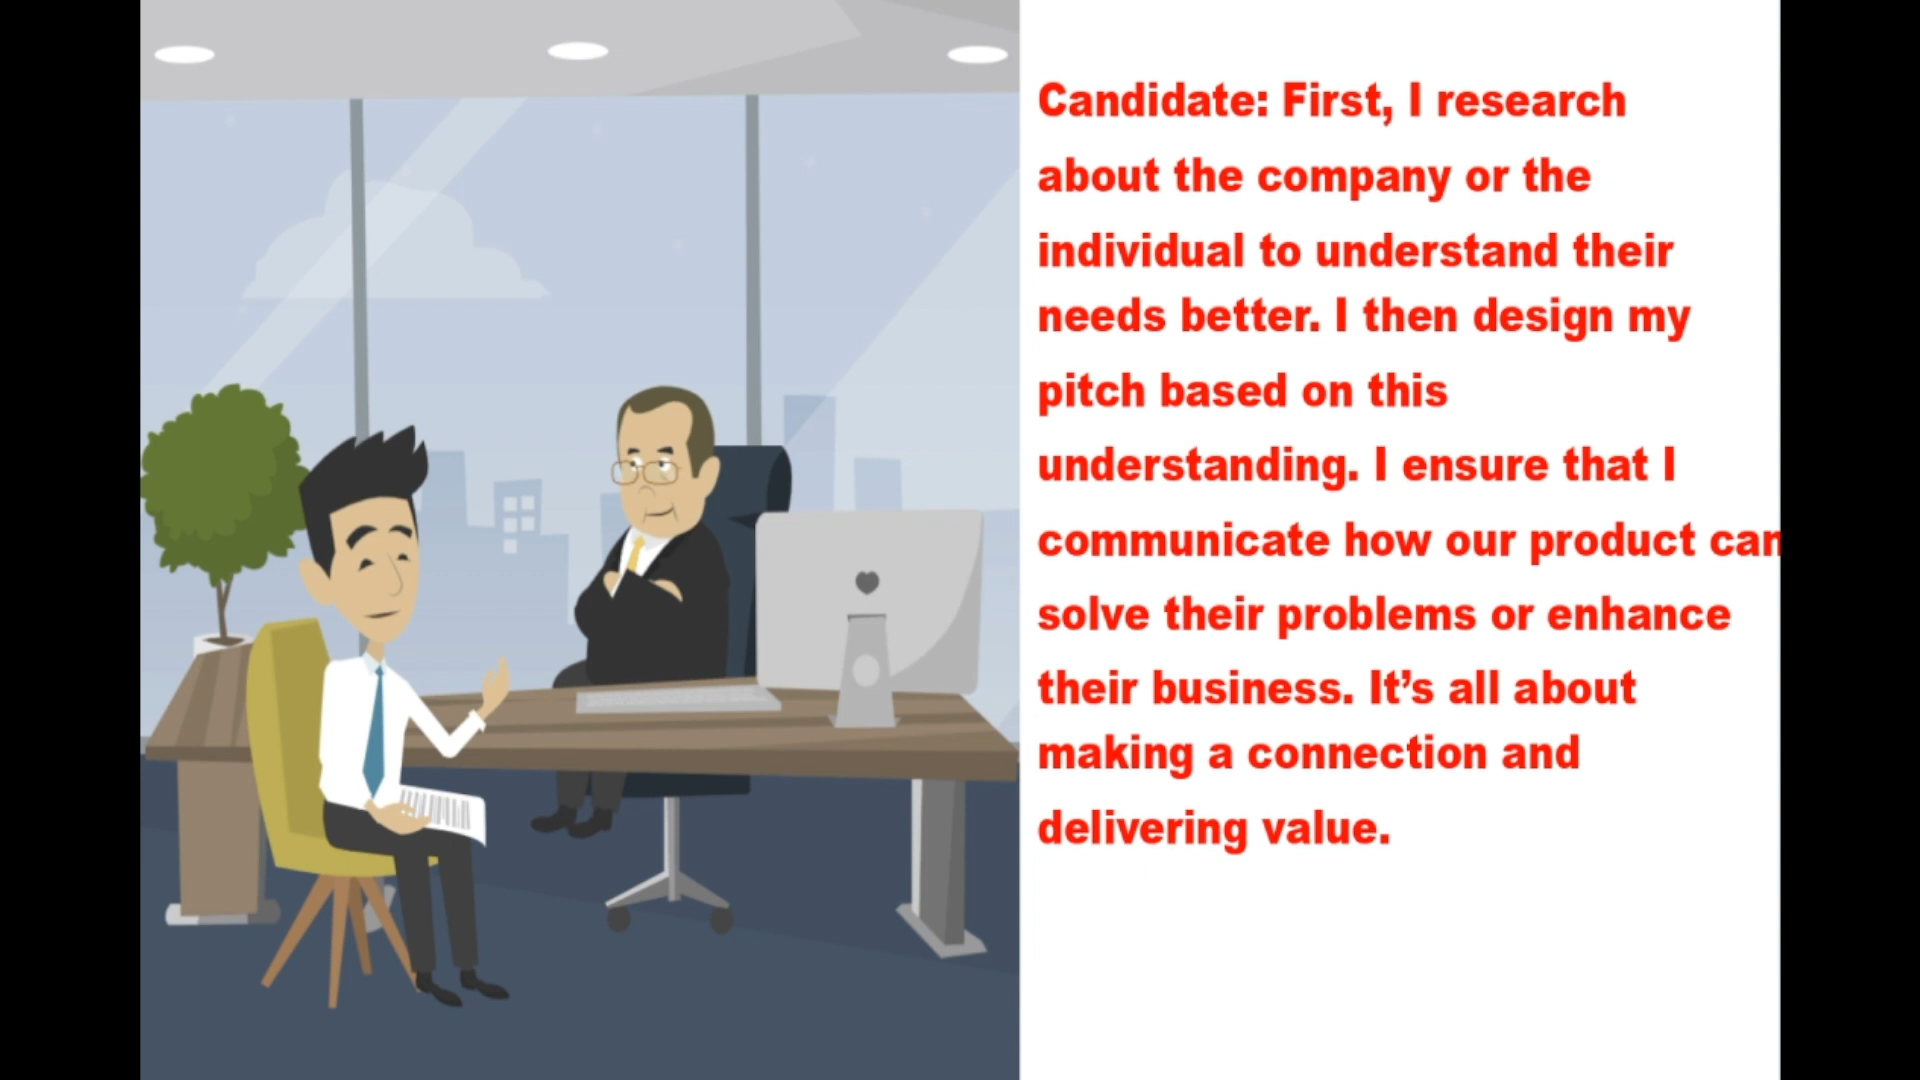 Candidate: First, I research
about the company or the
individual to understand their
needs better. I then design my
pitch based on this
understanding. I ensure that I
communicate how our product can
solve their problems or enhance
their business. It’s all about
making a connection and
delivering value.